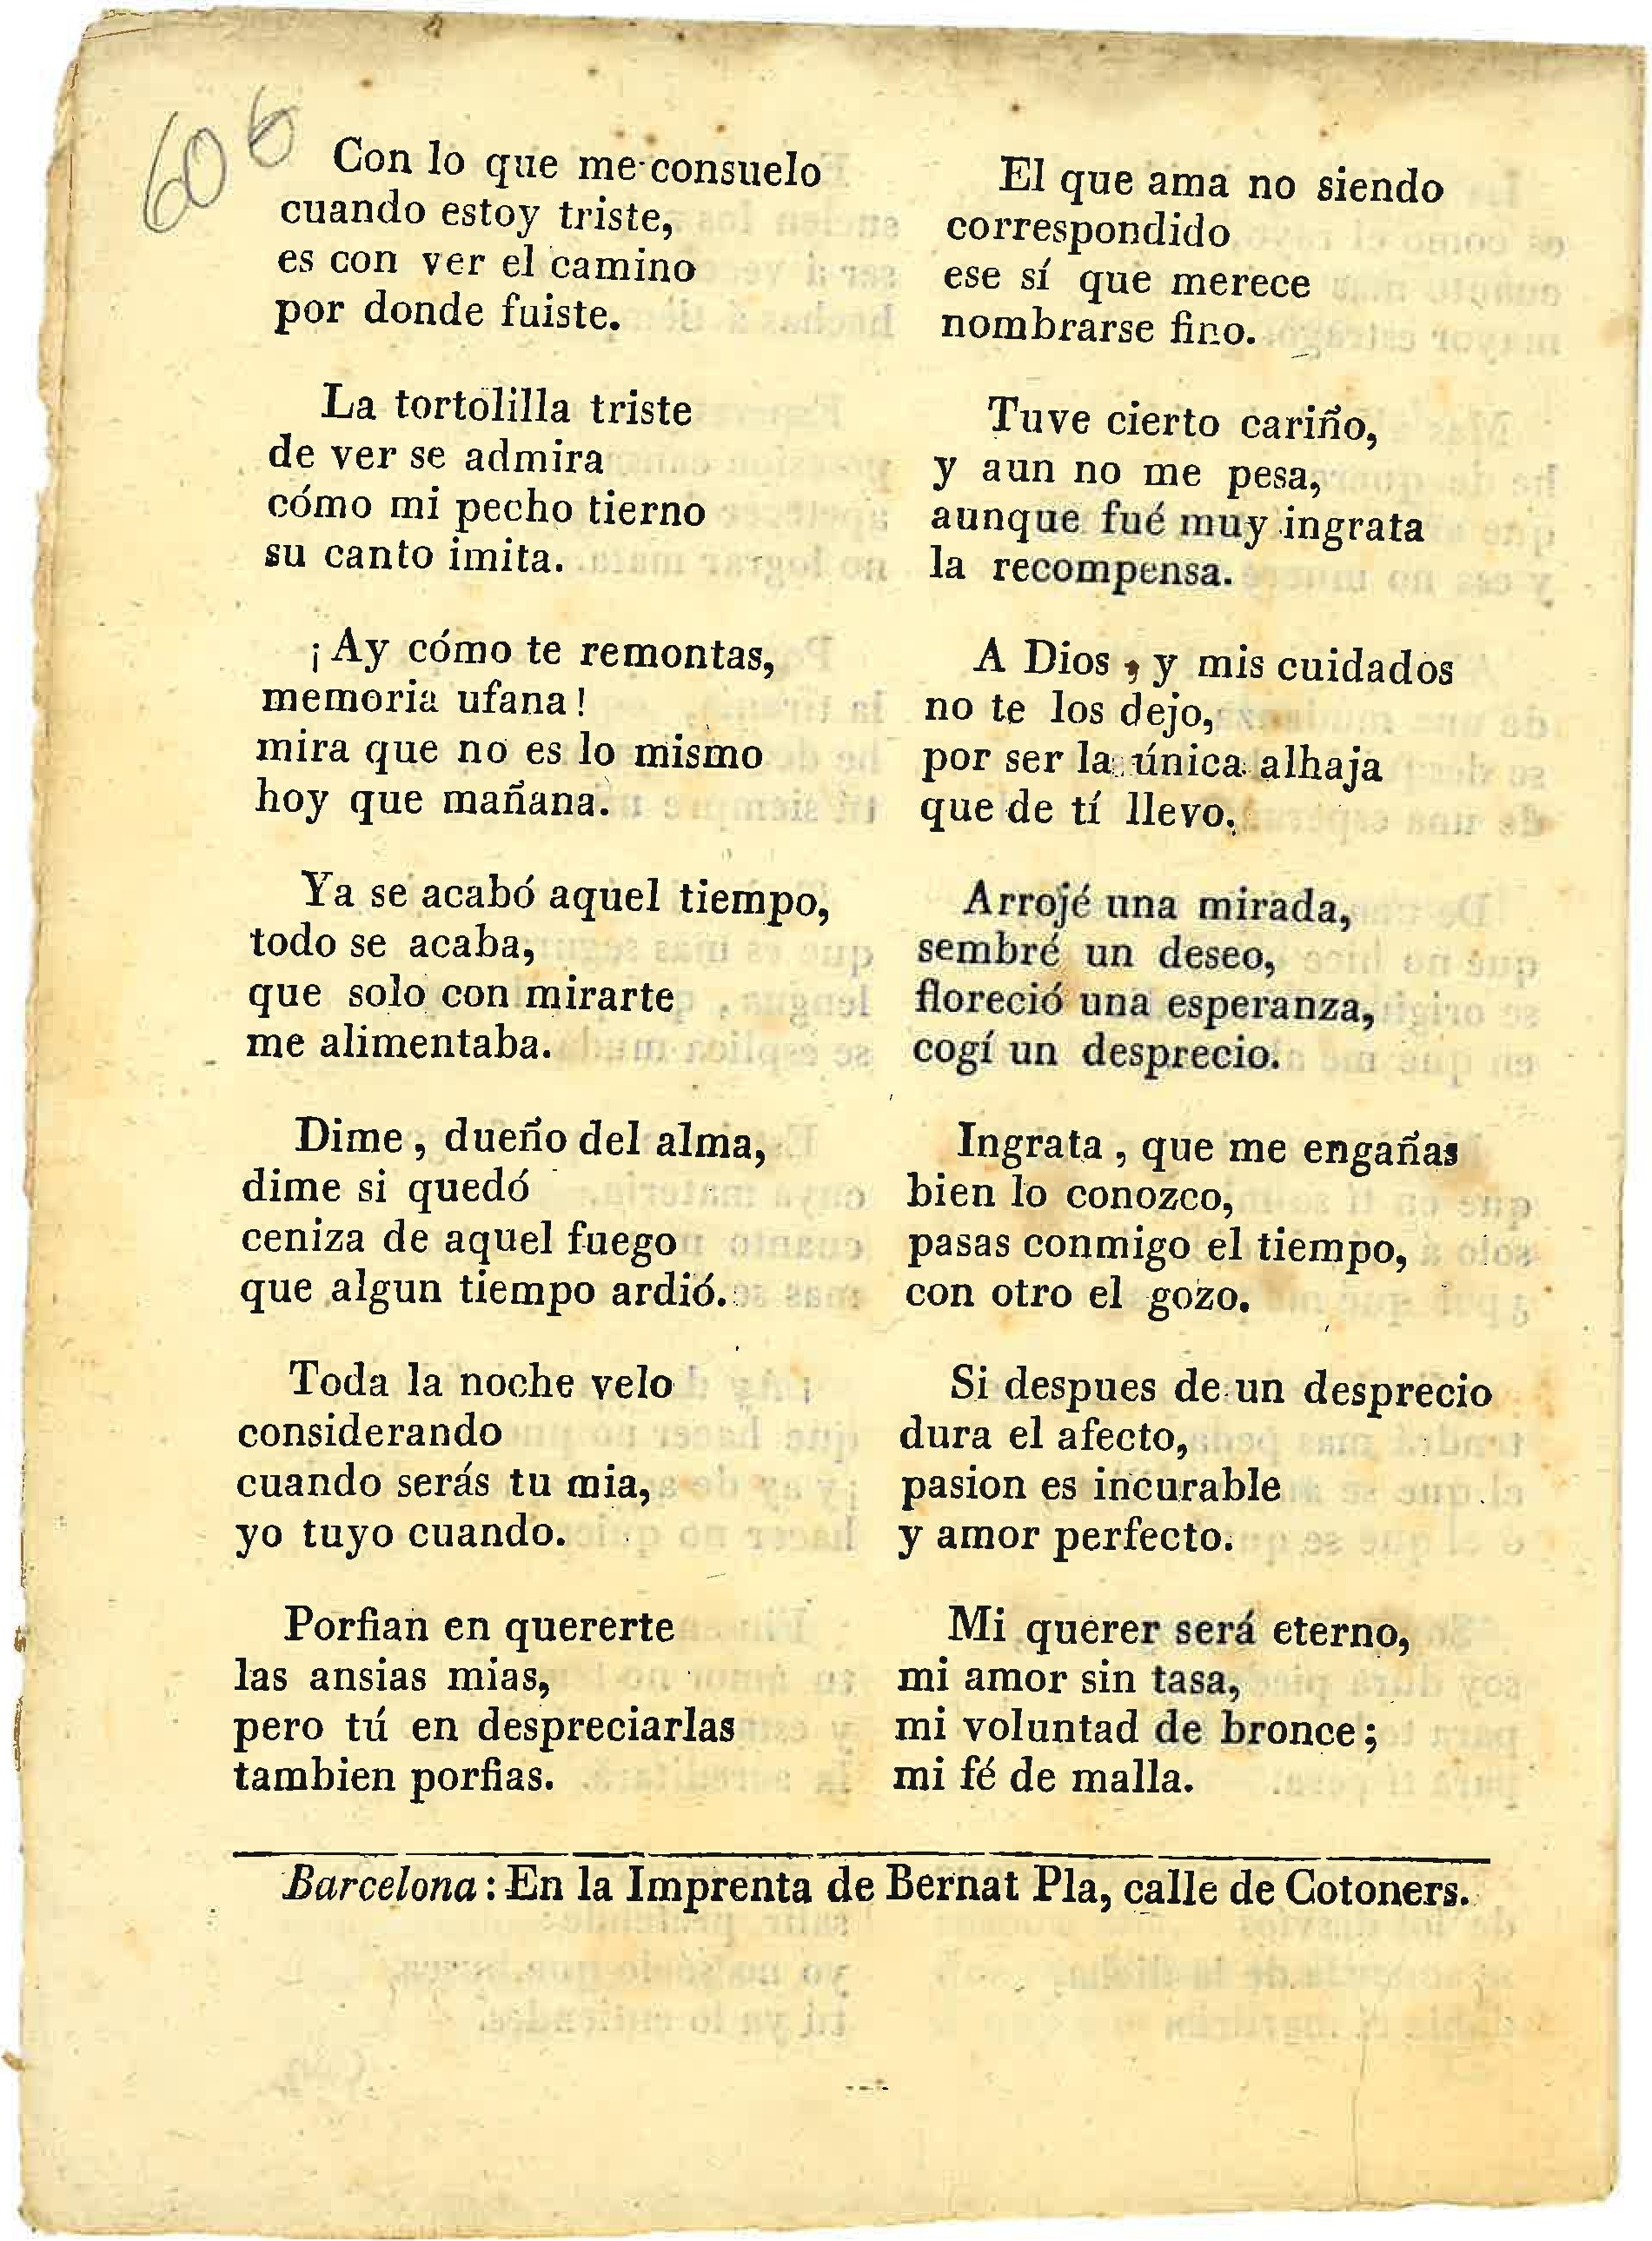 606
Con lo que me consuelo
cuando estoy triste,
es con ver el camino
por donde fuiste.
La tortolilla triste
de ver se admira
cómo mi pecho tierno
su canto imita.
¡Ay cómo te remontas,
memoria ufana!
mira que no es lo mismo
hoy que mañana.
Ya se acabó aquel tiempo,
todo se acaba,
que solo con mirarte
me alimentaba.
Dime, dueño del alma,
dime si quedó
ceniza de aquel fuego
que algun tiempo ardió.
Toda la noche velo
considerando
cuando serás tu mia,
yo tuyo cuando.
Porfian en quererte
las ansias mias,
pero tú en despreciarlas
tambien porfias.
El que ama no siendo
correspondido
ese sí que merece
nombrarse fino.
Tuve cierto cariño,
y aun no me pesa,
aunque fué muy ingrata
la recompensa.
A Dios, y mis cuidados
no te los dejo,
por ser la única alhaja
que de tí llevo.
Arrojé una mirada,
sembré un deseo,
floreció una esperanza,
cogí un desprecio.
Ingrata, que me engañas
bien lo conozco,
pasas conmigo el tiempo,
con otro el gozo.
Si despues de un desprecio
dura el afecto,
pasion es incurable
y amor perfecto.
Mi querer será eterno,
mi amor sin tasa,
mi voluntad de bronce;
mi fé de malla.
Barcelona: En la Imprenta de Bernat Pla, calle de Cotoners.